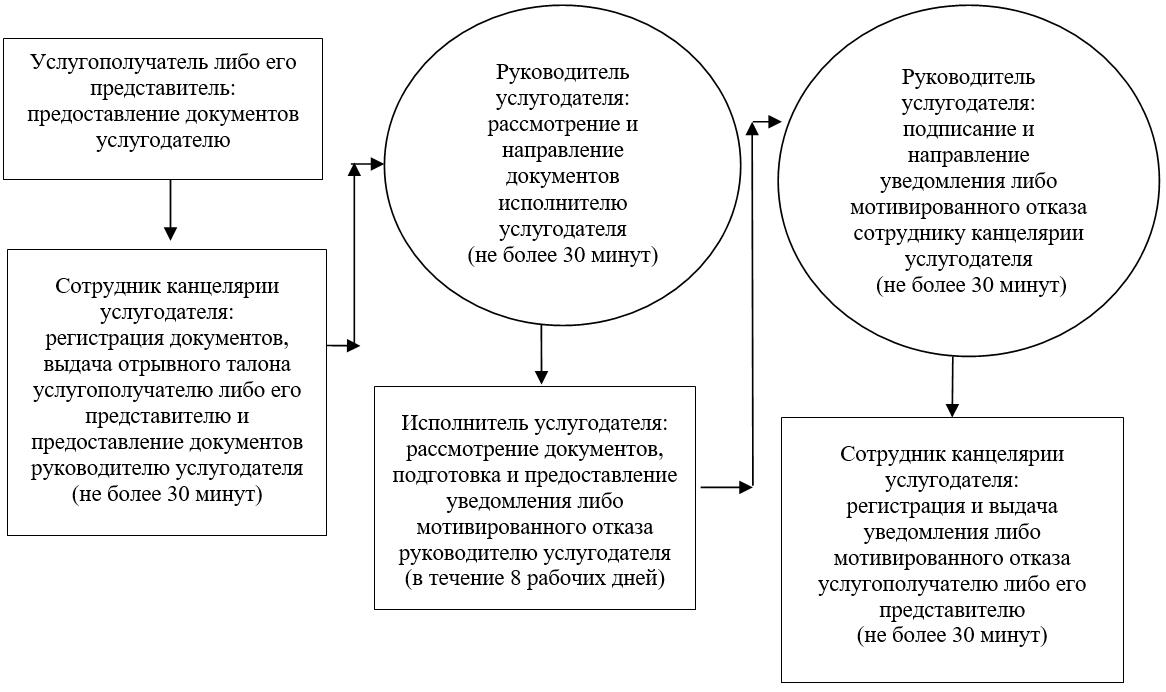 Услугополучатель либо его
представитель:
предоставление документов
услугодателю
Сотрудник канцелярии
услугодателя:
регистрация документов,
выдача отрывного талона
услугополучателю либо его
представителю и
предоставление документов
руководителю услугодателя
(не более 30 минут)
Руководитель
услугодателя:
рассмотрение и
направление
документов
исполнителю
услугодателя
(не более 30 минут)
Исполнитель услугодателя:
рассмотрение документов,
подготовка и предоставление
уведомления либо
мотивированного отказа
руководителю услугодателя
(в течение 8 рабочих дней)
Руководитель
услугодателя:
подписание и
направление
уведомления либо
мотивированного отказа
сотруднику канцелярии
услугодателя
(не более 30 минут)
Сотрудник канцелярии
услугодателя:
регистрация и выдача
уведомления либо
мотивированного отказа
услугополучателю либо его
представителю
(не более 30 минут)